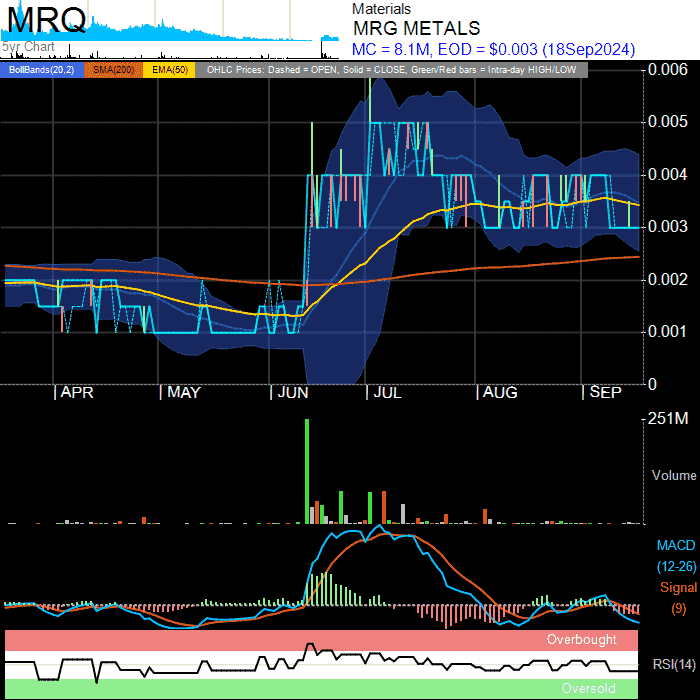 MRQ
5yr Chart
Materials
MRG METALS
MC = 8.1M, EOD = $0.003 (18Sep2024)
BollBands(20,2) SMA(200) EMA(50) OHLC Prices: Dashed = OPEN, Solid = CLOSE, Green/Red bars = Intra-day HIGH/LOW
0.006
0.005
0.004
0.003
0.002
0.001
0
APR MAY JUN JUL AUG SEP
251M
Volume
MACD
(12-26)
Signal
(9)
Overbought
RSI(14)
Oversold